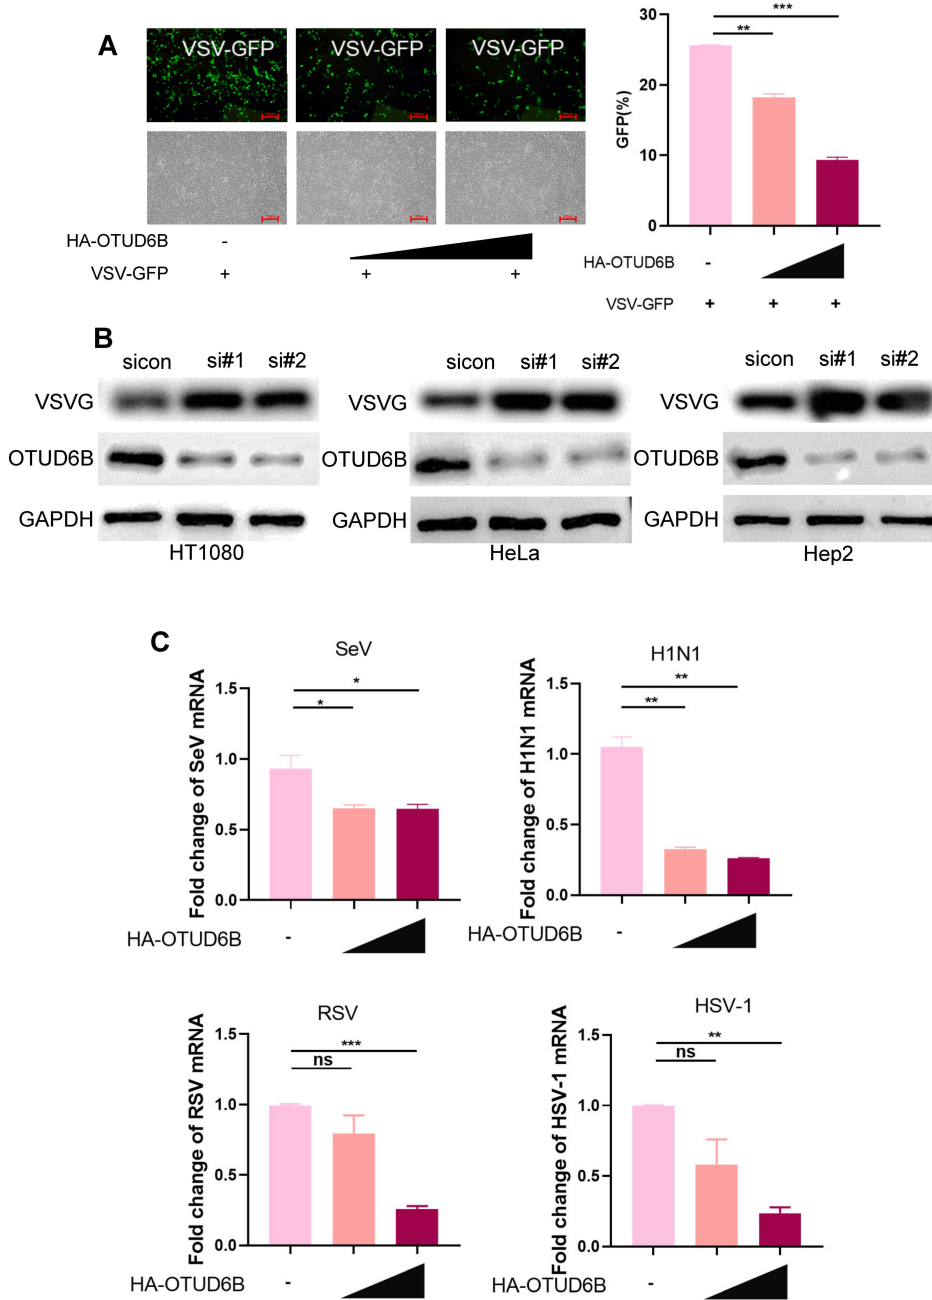 A
VSV-GFP VSV-GFP VSV-GFP
HA-OTUD6B -
VSV-GFP + + +
GFP(%)
30
20
10
0
***
**
HA-OTUD6B -
VSV-GFP + + +
B
sicon si#1 si#2
VSVG
OTUD6B
GAPDH
HT1080
sicon si#1 si#2
VSVG
OTUD6B
GAPDH
HeLa
sicon si#1 si#2
VSVG
OTUD6B
GAPDH
Hep2
C
SeV
Fold change of SeV mRNA
1.5
1.0
0.5
0.0
*
*
HA-OTUD6B -
H1N1
Fold change of H1N1 mRNA
1.5
1.0
0.5
0.0
**
**
HA-OTUD6B -
RSV
Fold change of RSV mRNA
1.5
1.0
0.5
0.0
***
ns
HA-OTUD6B -
HSV-1
Fold change of HSV-1 mRNA
1.5
1.0
0.5
0.0
**
ns
HA-OTUD6B -